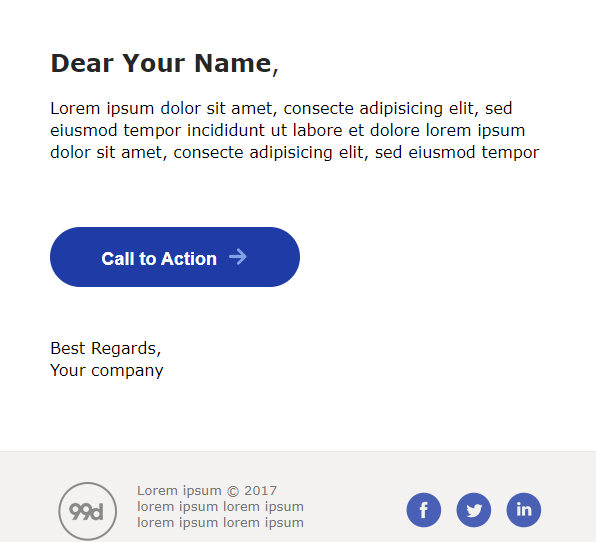 Dear Your Name,
Lorem ipsum dolor sit amet, consecte adipisicing elit, sed
eiusmod tempor incididunt ut labore et dolore lorem ipsum
dolor sit amet, consecte adipisicing elit, sed eiusmod tempor
Call to Action
Best Regards,
Your company
99d
Lorem ipsum © 2017
lorem ipsum lorem ipsum
lorem ipsum lorem ipsum
f
in